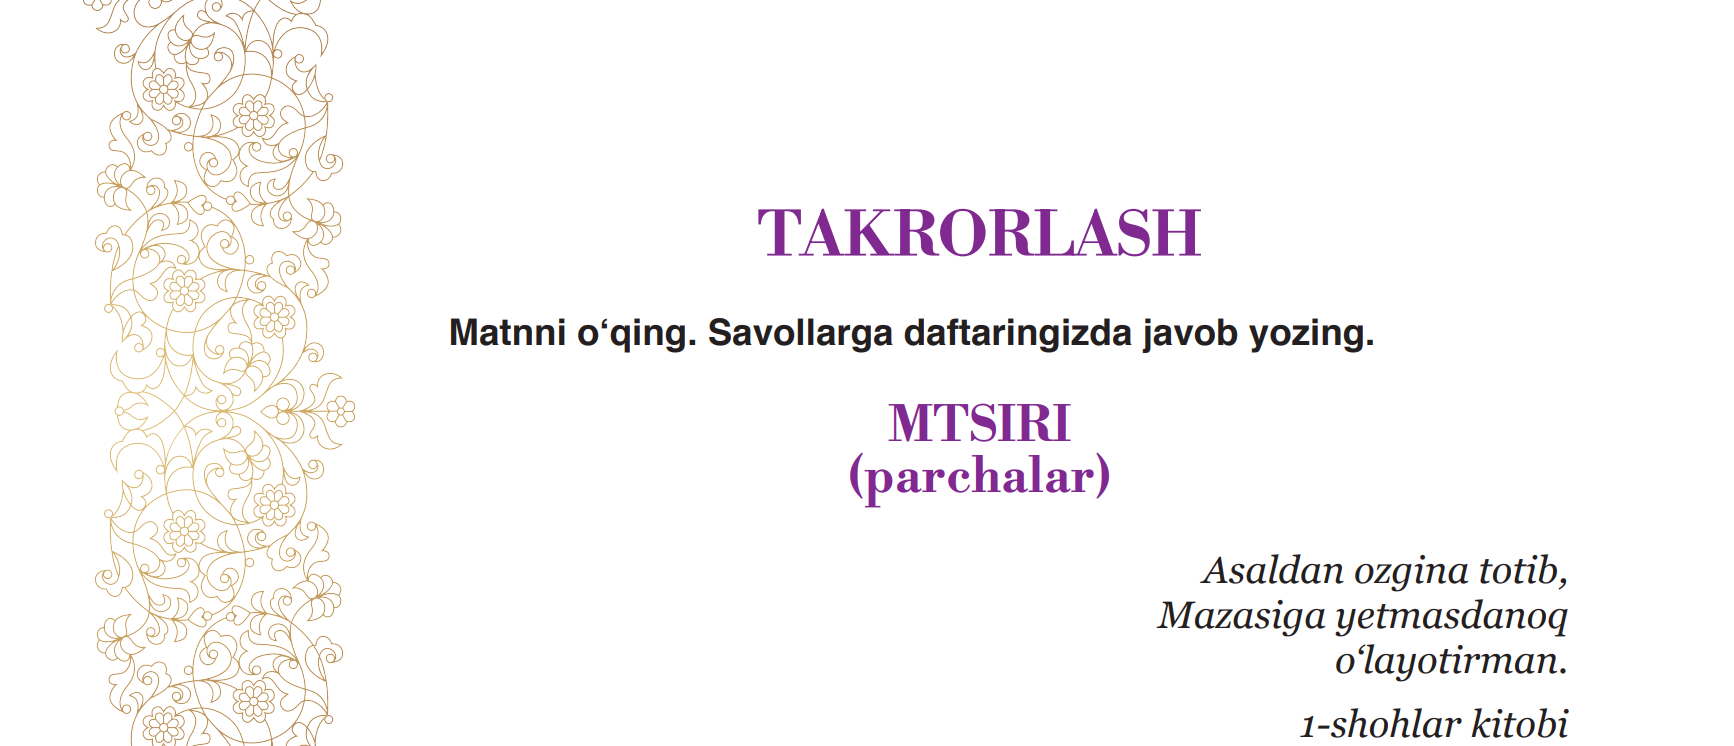 TAKRORLASH
Matnni o‘qing. Savollarga daftaringizda javob yozing.
MTSIRI
(parchalar)
Asaldan ozgina totib,
Mazasiga yetmasdanoq
o‘layotirman.
1-shohlar kitobi